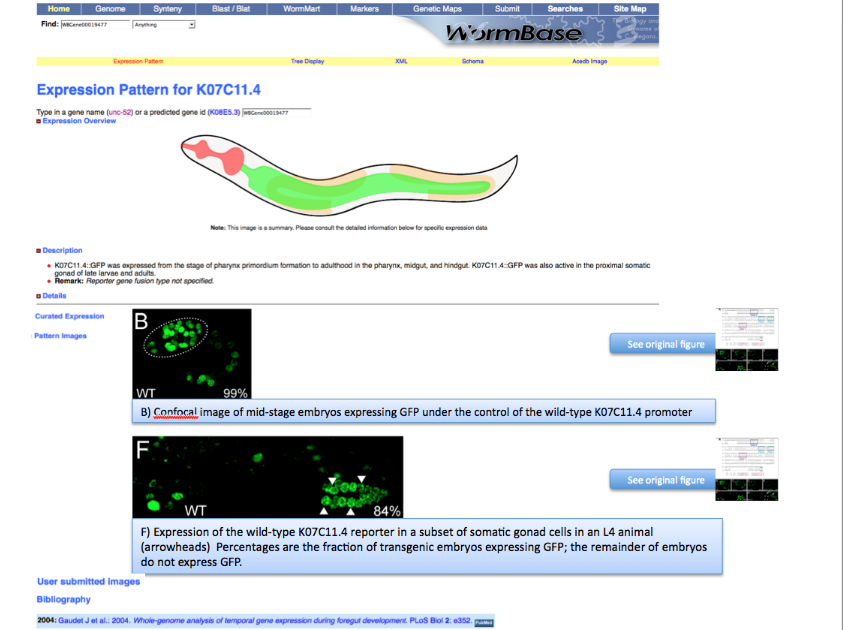 Home Genome Synteny Blast / Blat WormMart Markers Genetic Maps Submit Searches Site Map
Find: WBGene00019477 Anything
WormBase
Expression Pattern Tree Display XML Schema Acedb Image
Expression Pattern for K07C11.4
Type in a gene name (unc-52) or a predicted gene id (K08E5.3) WBGene00019477
Expression Overview
Note: This image is a summary. Please consult the detailed information below for specific expression data
Description
K07C11.4::GFP was expressed from the stage of pharynx primordium formation to adulthood in the pharynx, midgut, and hindgut. K07C11.4::GFP was also active in the proximal somatic
gonad of late larvae and adults.
Remark: Reporter gene fusion type not specified.
Details
Curated Expression
Pattern Images
B
WT 99%
See original figure
B) Confocal image of mid-stage embryos expressing GFP under the control of the wild-type K07C11.4 promoter
F
WT 84%
See original figure
F) Expression of the wild-type K07C11.4 reporter in a subset of somatic gonad cells in an L4 animal
(arrowheads) Percentages are the fraction of transgenic embryos expressing GFP; the remainder of embryos
do not express GFP.
User submitted images
Bibliography
2004: Gaudet J et al.: 2004. Whole-genome analysis of temporal gene expression during foregut development. PLoS Biol 2: e352. PubMed